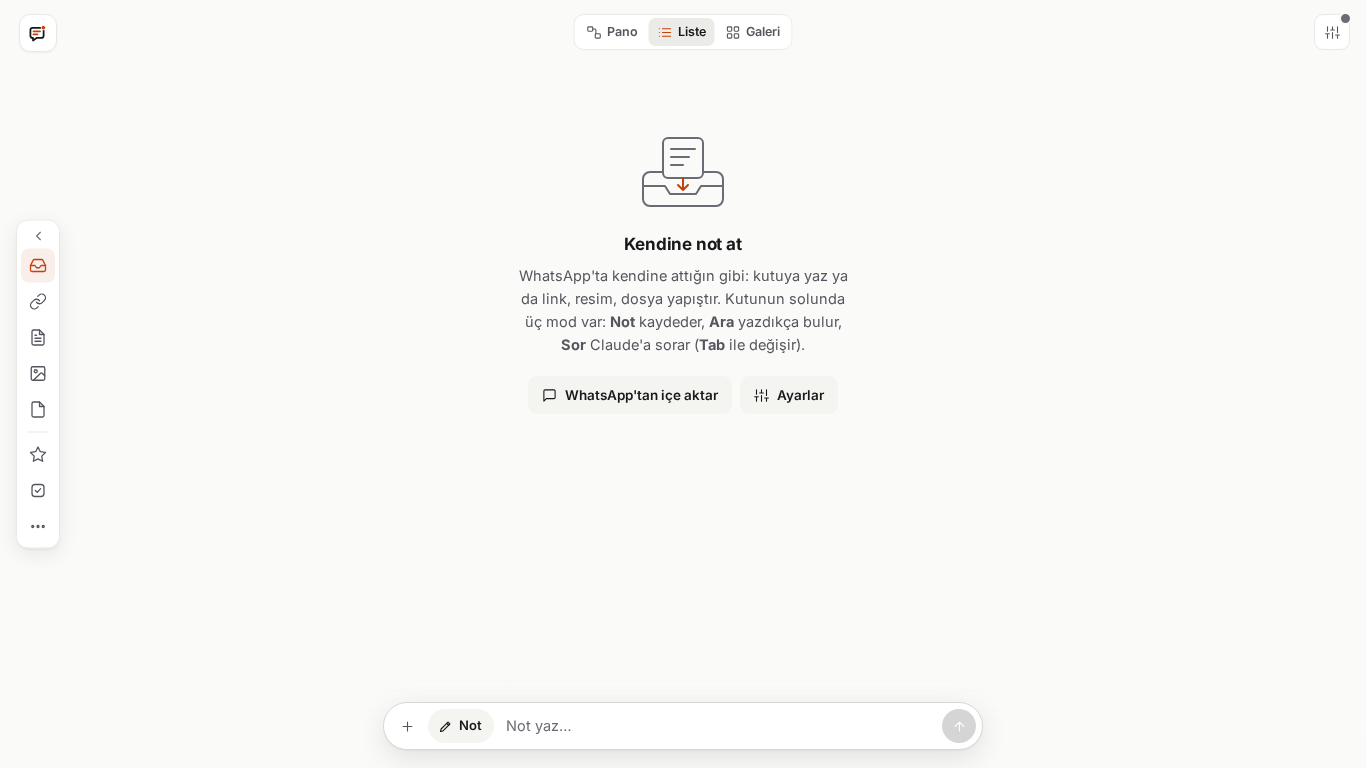 Pano
Liste
Galeri
Kendine not at
WhatsApp'ta kendine attığın gibi: kutuya yaz ya
da link, resim, dosya yapıştır. Kutunun solunda
üç mod var: Not kaydeder, Ara yazdıkça bulur,
Sor Claude'a sorar (Tab ile değişir).
WhatsApp'tan içe aktar
Ayarlar
Not
Not yaz...